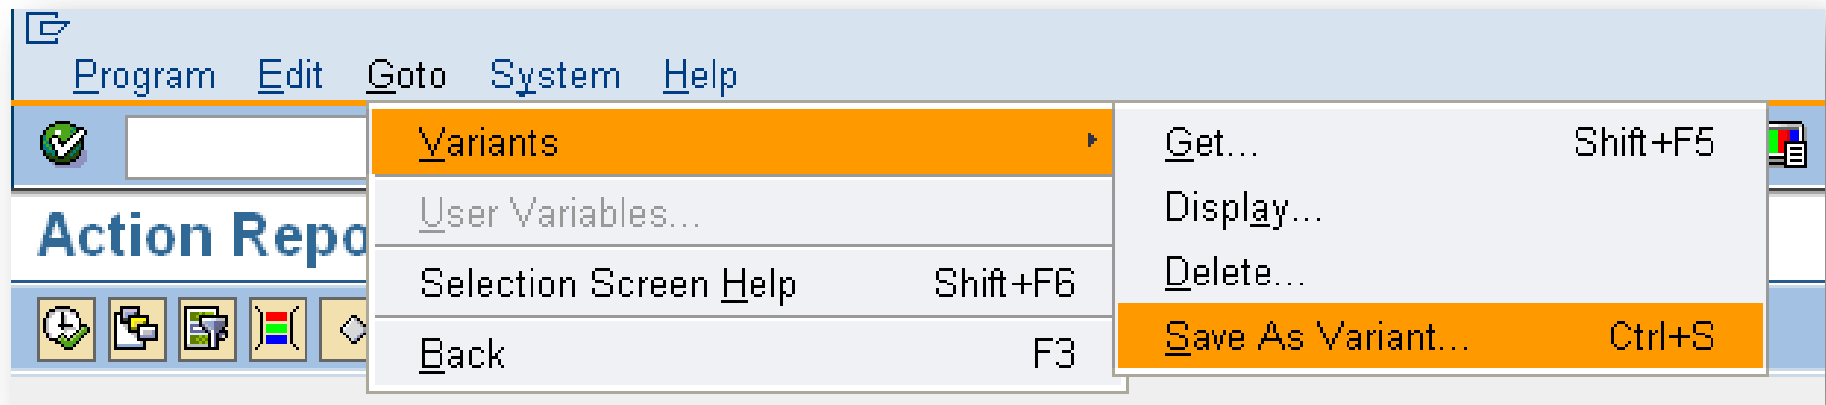 Program Edit Goto System Help
Variants
Get... Shift+F5
User Variables...
Display...
Action Repo
Selection Screen Help Shift+F6
Delete...
Back F3
Save As Variant... Ctrl+S